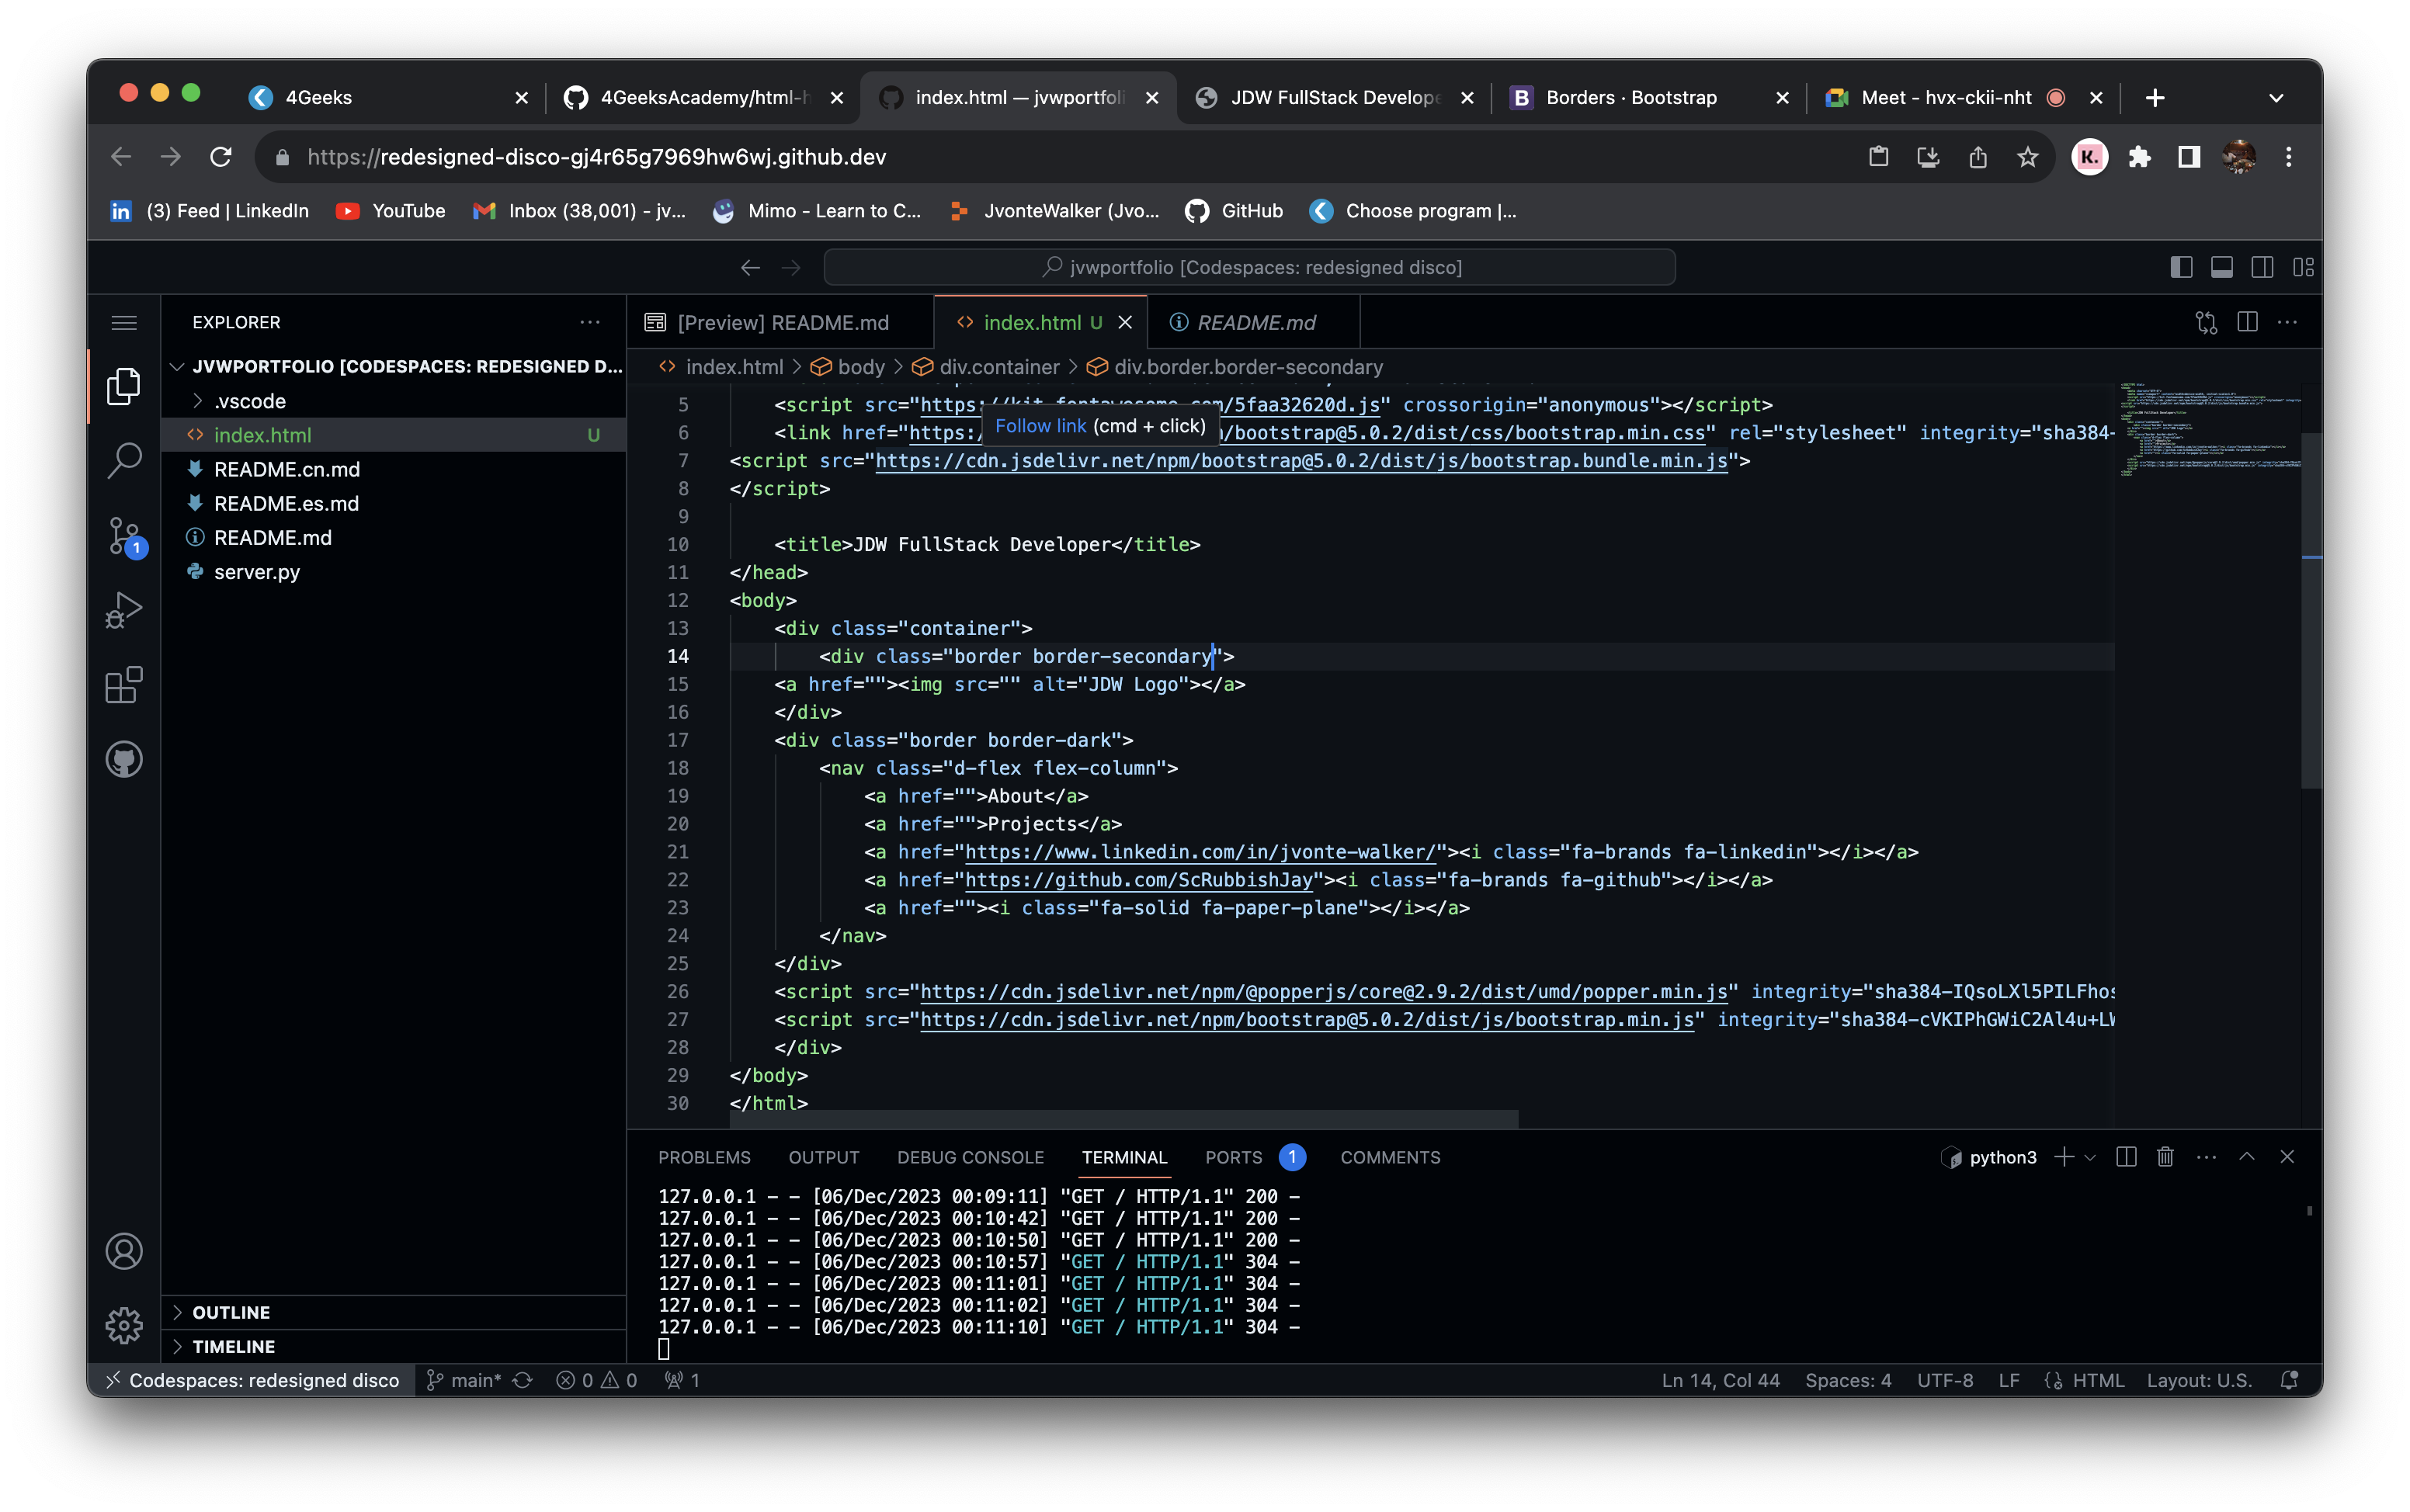 4Geeks
4GeeksAcademy/html-h
index.html — jvwportfoli
JDW FullStack Develope
Borders · Bootstrap
Meet - hvx-ckii-nht
https://redesigned-disco-gj4r65g7969hw6wj.github.dev
K.
(3) Feed | LinkedIn
YouTube
Inbox (38,001) - jv...
Mimo - Learn to C...
JvonteWalker (Jvo...
GitHub
Choose program |...
jvwportfolio [Codespaces: redesigned disco]
EXPLORER
JVWPORTFOLIO [CODESPACES: REDESIGNED D...
.vscode
index.html U
README.cn.md
README.es.md
README.md
server.py
1
OUTLINE
TIMELINE
[Preview] README.md
index.html U
README.md
index.html > body > div.container > div.border.border-secondary
5 <script src="https://kit.fontawesome.com/5faa32620d.js" crossorigin="anonymous"></script>
Follow link (cmd + click)
6 <link href="https:/ /bootstrap@5.0.2/dist/css/bootstrap.min.css" rel="stylesheet" integrity="sha384-
7 <script src="https://cdn.jsdelivr.net/npm/bootstrap@5.0.2/dist/js/bootstrap.bundle.min.js">
8 </script>
9
10 <title>JDW FullStack Developer</title>
11 </head>
12 <body>
13 <div class="container">
14 <div class="border border-secondary">
15 <a href=""><img src="" alt="JDW Logo"></a>
16 </div>
17 <div class="border border-dark">
18 <nav class="d-flex flex-column">
19 <a href="">About</a>
20 <a href="">Projects</a>
21 <a href="https://www.linkedin.com/in/jvonte-walker/"><i class="fa-brands fa-linkedin"></i></a>
22 <a href="https://github.com/ScRubbishJay"><i class="fa-brands fa-github"></i></a>
23 <a href=""><i class="fa-solid fa-paper-plane"></i></a>
24 </nav>
25 </div>
26 <script src="https://cdn.jsdelivr.net/npm/@popperjs/core@2.9.2/dist/umd/popper.min.js" integrity="sha384-IQsoLXl5PILFhos
27 <script src="https://cdn.jsdelivr.net/npm/bootstrap@5.0.2/dist/js/bootstrap.min.js" integrity="sha384-cVKIPhGWiC2Al4u+LW
28 </div>
29 </body>
30 </html>
PROBLEMS OUTPUT DEBUG CONSOLE TERMINAL PORTS 1 COMMENTS
python3
127.0.0.1 - - [06/Dec/2023 00:09:11] "GET / HTTP/1.1" 200 -
127.0.0.1 - - [06/Dec/2023 00:10:42] "GET / HTTP/1.1" 200 -
127.0.0.1 - - [06/Dec/2023 00:10:50] "GET / HTTP/1.1" 200 -
127.0.0.1 - - [06/Dec/2023 00:10:57] "GET / HTTP/1.1" 304 -
127.0.0.1 - - [06/Dec/2023 00:11:01] "GET / HTTP/1.1" 304 -
127.0.0.1 - - [06/Dec/2023 00:11:02] "GET / HTTP/1.1" 304 -
127.0.0.1 - - [06/Dec/2023 00:11:10] "GET / HTTP/1.1" 304 -
Codespaces: redesigned disco main* 0 0 1
Ln 14, Col 44 Spaces: 4 UTF-8 LF HTML Layout: U.S.